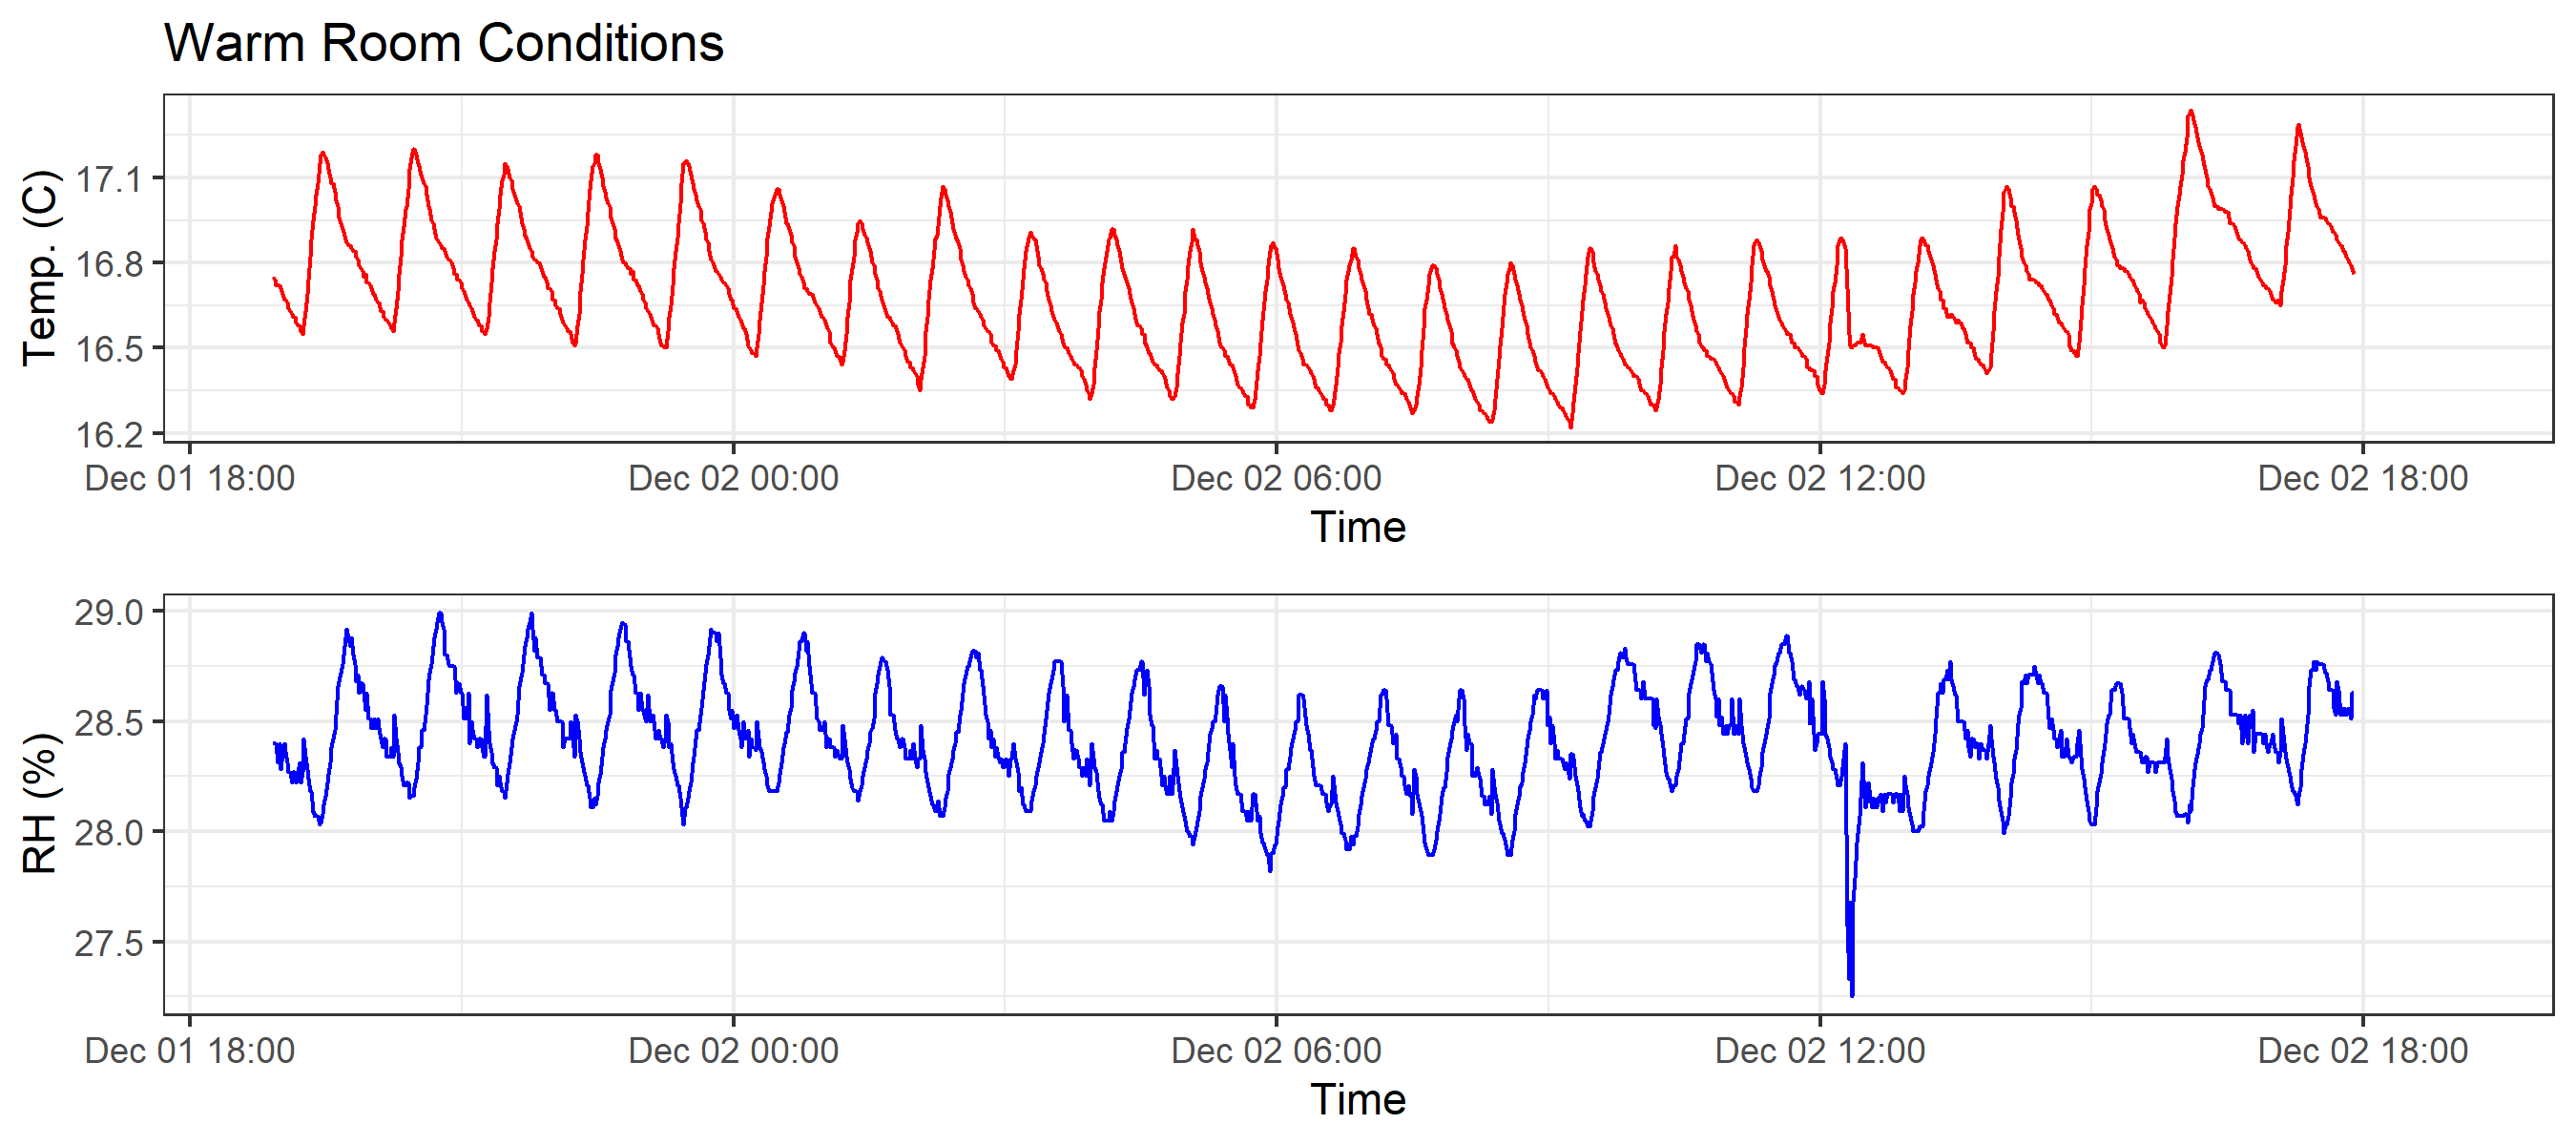 Warm Room Conditions
Temp. (C)
17.1
16.8
16.5
16.2
Dec 01 18:00 Dec 02 00:00 Dec 02 06:00 Dec 02 12:00 Dec 02 18:00
Time
RH (%)
29.0
28.5
28.0
27.5
Dec 01 18:00 Dec 02 00:00 Dec 02 06:00 Dec 02 12:00 Dec 02 18:00
Time